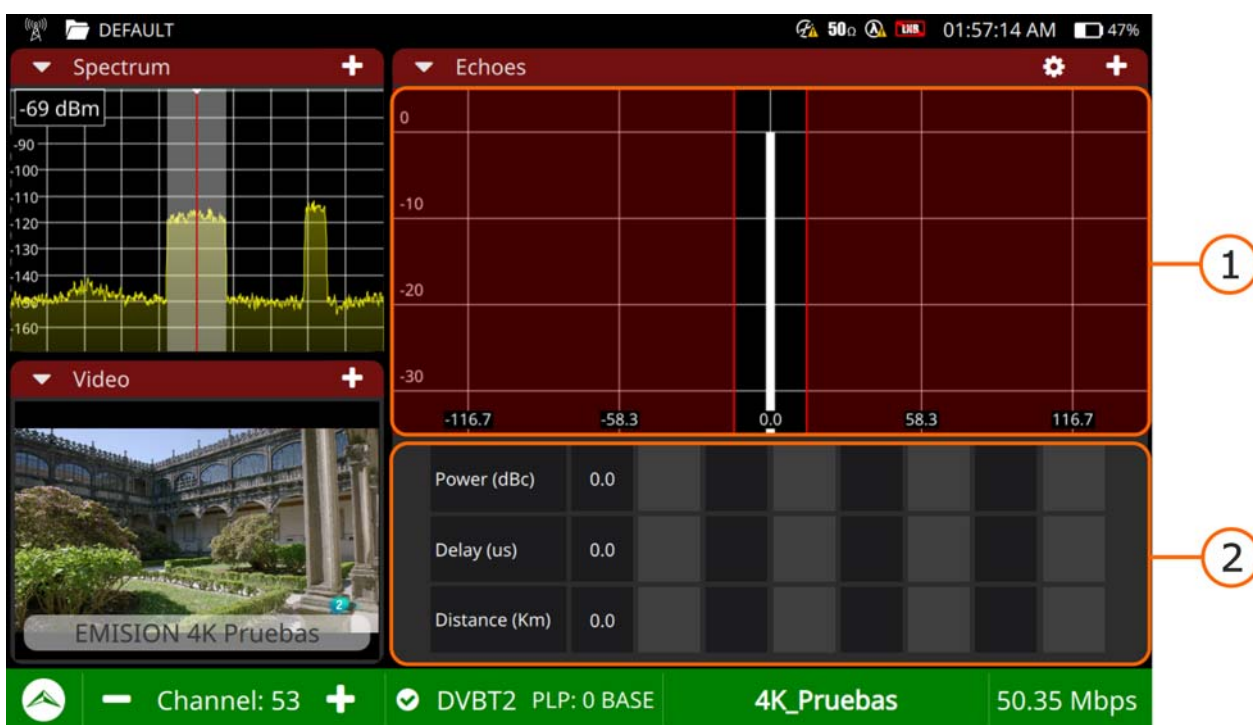 DEFAULT
50Ω
LNB
01:57:14 AM
47%
Spectrum
-69 dBm
-90
-100
-110
-120
-130
-140
-150
-160
Video
2
EMISION 4K Pruebas
Echoes
0
-10
-20
-30
-116.7 -58.3 0.0 58.3 116.7
1
Power (dBc) 0.0
Delay (us) 0.0
Distance (Km) 0.0
2
Channel: 53
DVBT2 PLP: 0 BASE
4K_Pruebas
50.35 Mbps